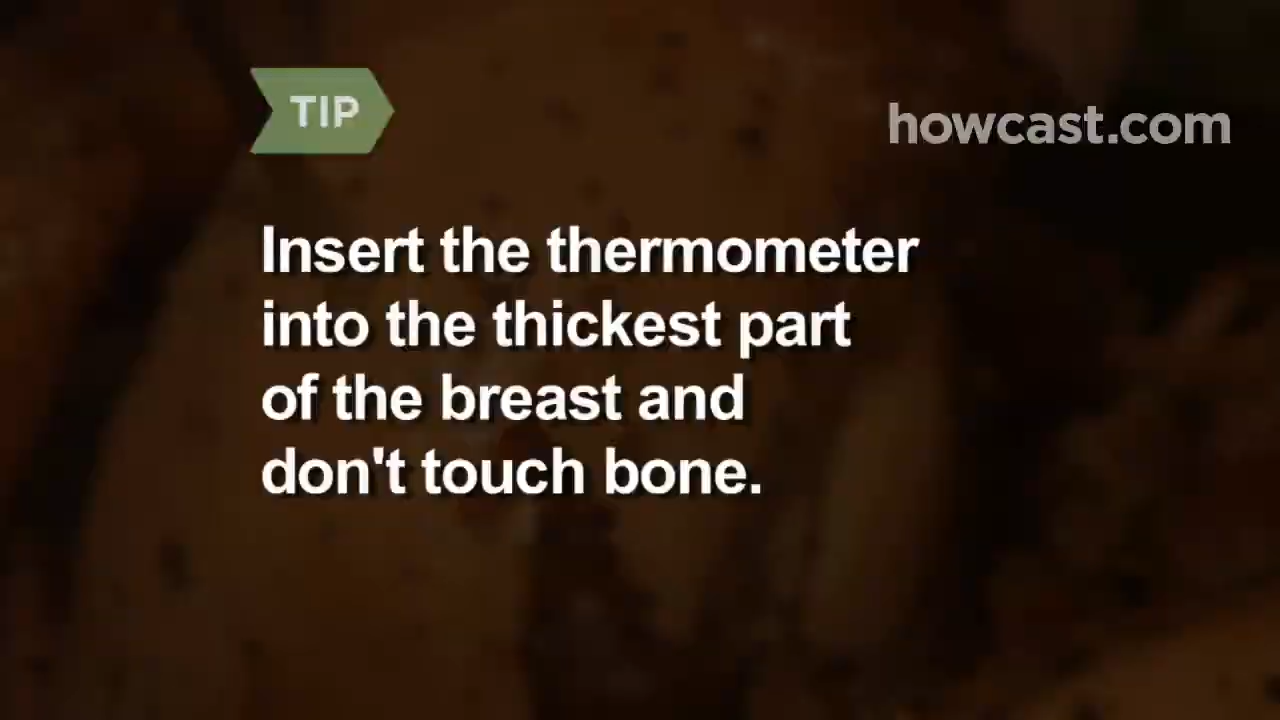 TIP
howcast.com
Insert the thermometer
into the thickest part
of the breast and
don't touch bone.